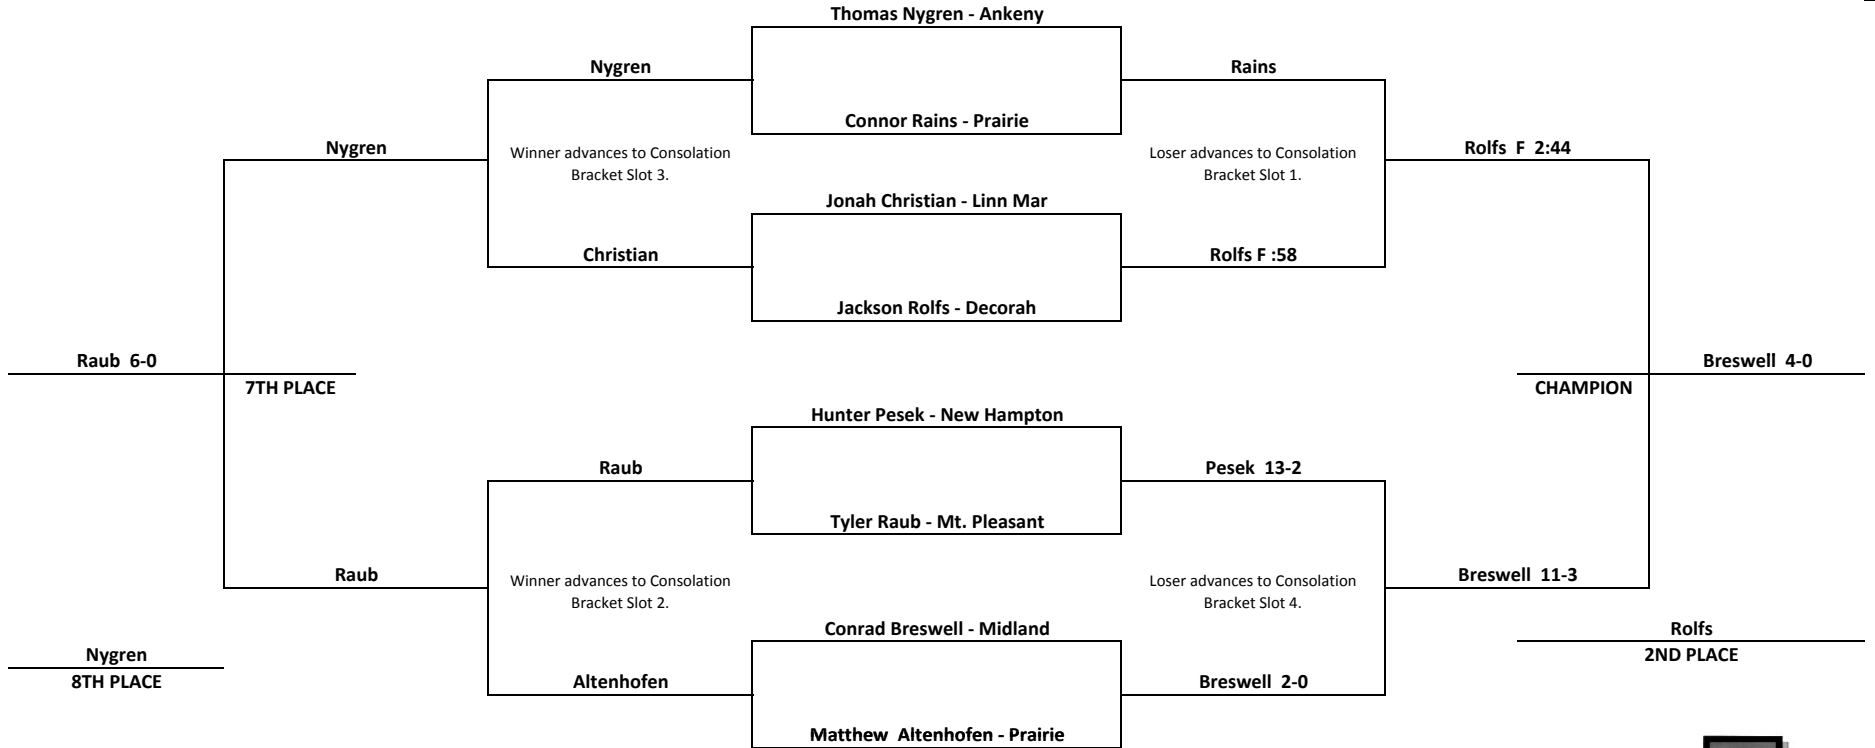 Thomas Nygren - Ankeny
Nygren
Rains
Connor Rains - Prairie
Nygren
Winner advances to Consolation
Bracket Slot 3.
Loser advances to Consolation
Bracket Slot 1.
Rolfs  F  2:44
Jonah Christian - Linn Mar
Christian
Rolfs F :58
Jackson Rolfs - Decorah
Raub  6-0
7TH PLACE
Breswell  4-0
CHAMPION
Hunter Pesek - New Hampton
Raub
Pesek  13-2
Tyler Raub - Mt. Pleasant
Raub
Winner advances to Consolation
Bracket Slot 2.
Loser advances to Consolation
Bracket Slot 4.
Breswell  11-3
Conrad Breswell - Midland
Nygren
8TH PLACE
Rolfs
2ND PLACE
Altenhofen
Breswell  2-0
Matthew  Altenhofen - Prairie